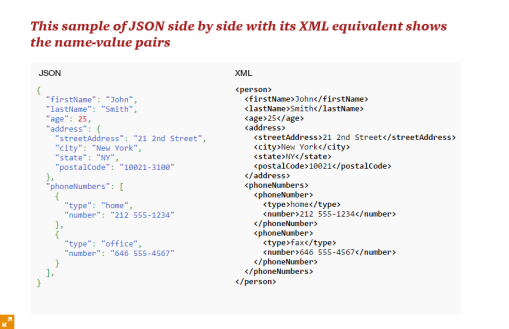 This sample of JSON side by side with its XML equivalent shows
the name-value pairs
JSON
{
"firstName": "John",
"lastName": "Smith",
"age": 25,
"address": {
"streetAddress": "21 2nd Street",
"city": "New York",
"state": "NY",
"postalCode": "10021-3100"
},
"phoneNumbers": [
{
"type": "home",
"number": "212 555-1234"
},
{
"type": "office",
"number": "646 555-4567"
}
],
}
XML
<person>
<firstName>John</firstName>
<lastName>Smith</lastName>
<age>25</age>
<address>
<streetAddress>21 2nd Street</streetAddress>
<city>New York</city>
<state>NY</state>
<postalCode>10021</postalCode>
</address>
<phoneNumbers>
<phoneNumber>
<type>home</type>
<number>212 555-1234</number>
</phoneNumber>
<phoneNumber>
<type>fax</type>
<number>646 555-4567</number>
</phoneNumber>
</phoneNumbers>
</person>